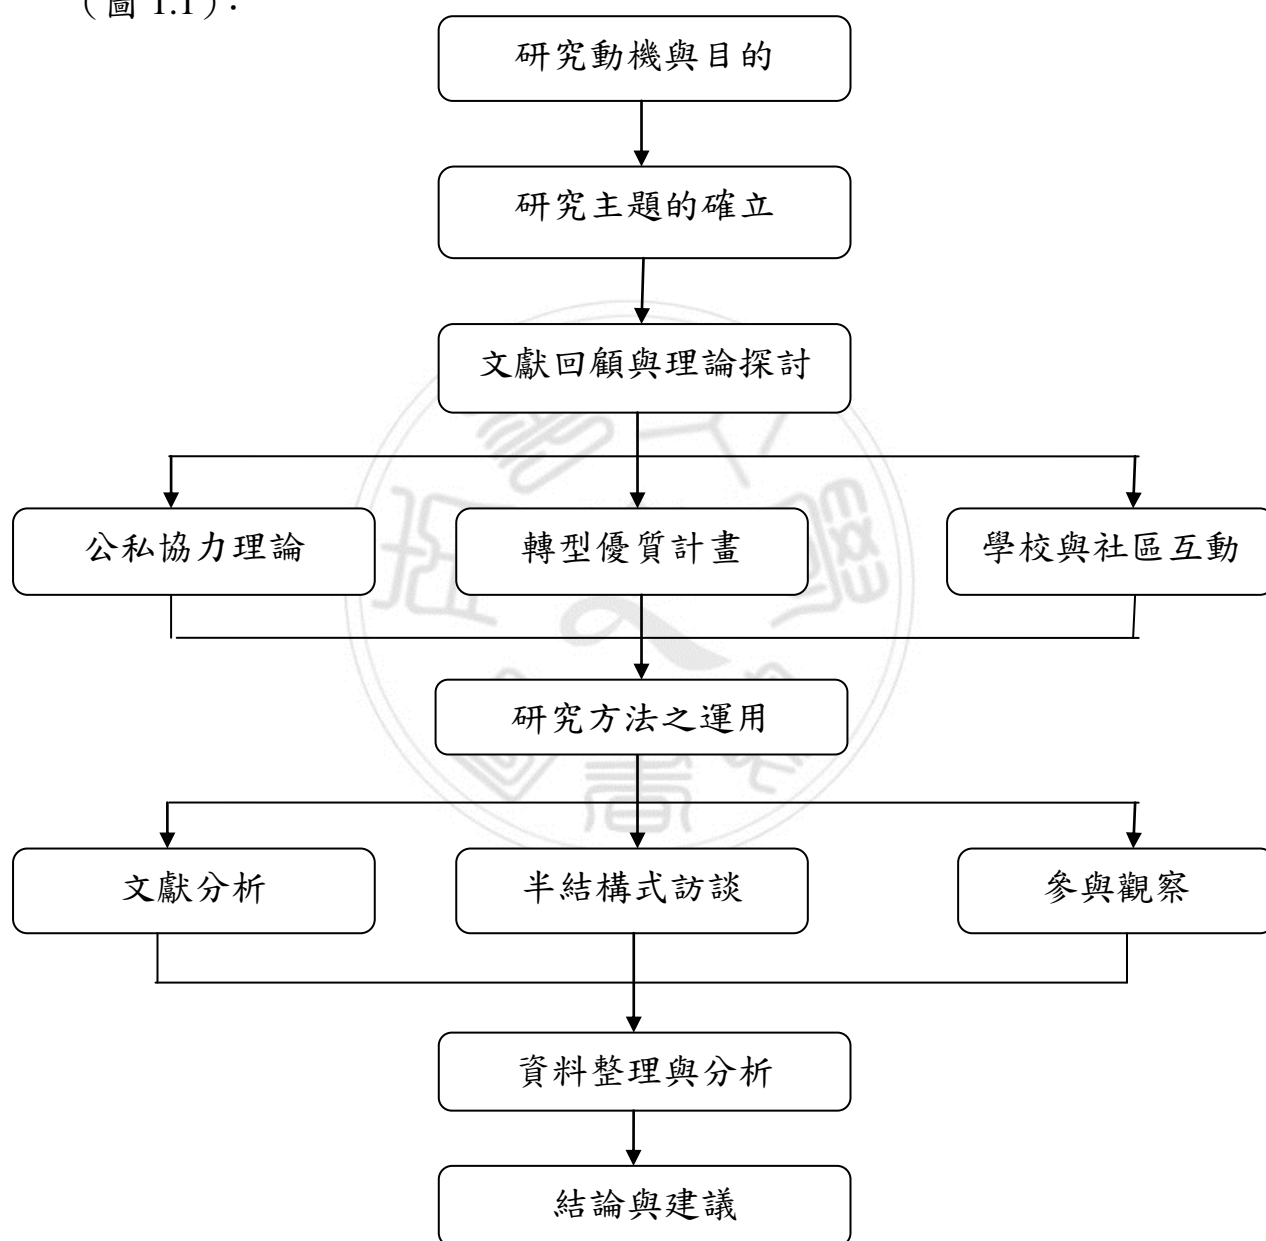 （圖 1.1）：
研究動機與目的
研究主題的確立
文獻回顧與理論探討
公私協力理論
轉型優質計畫
學校與社區互動
研究方法之運用
文獻分析
半結構式訪談
參與觀察
資料整理與分析
結論與建議